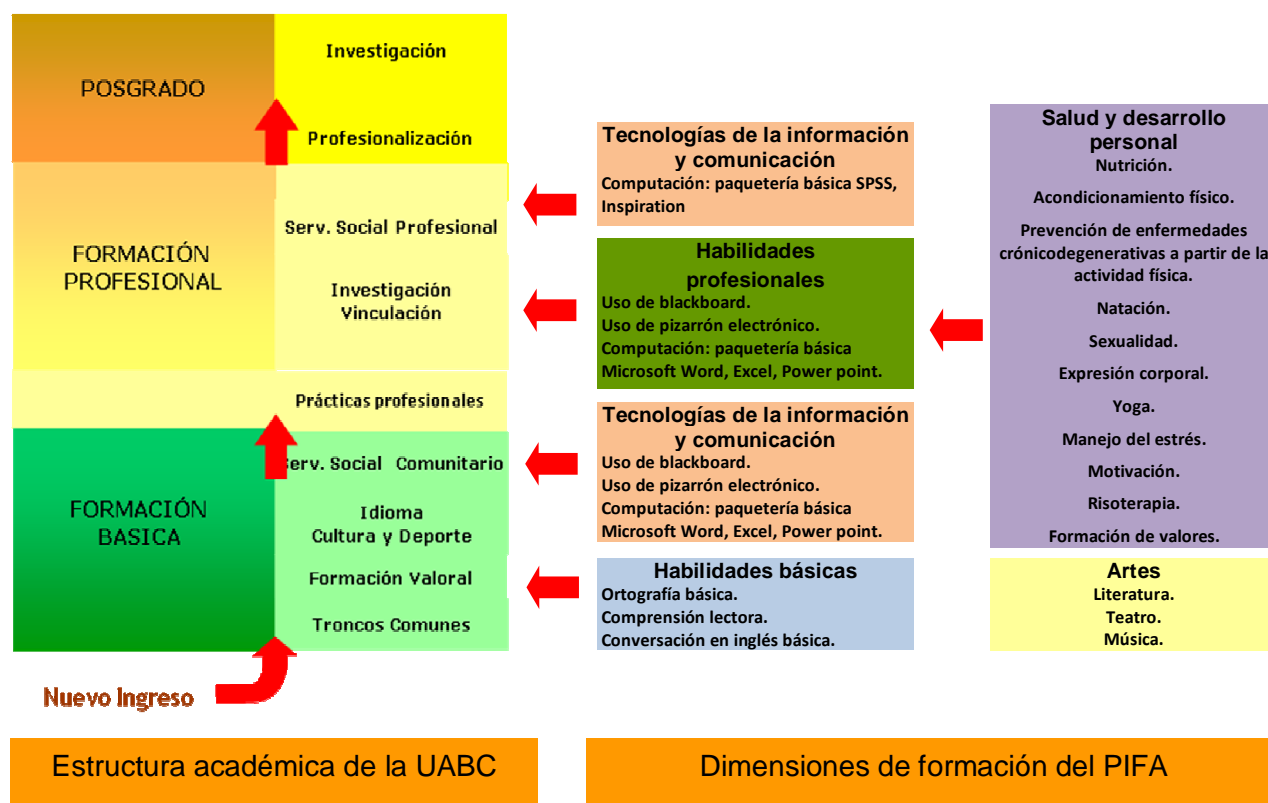 Investigación
POSGRADO
Profesionalización
Serv. Social Profesional
FORMACIÓN
PROFESIONAL
Investigación
Vinculación
Prácticas profesionales
Serv. Social Comunitario
FORMACIÓN
BASICA
Idioma
Cultura y Deporte
Formación Valoral
Troncos Comunes
Nuevo Ingreso
Tecnologías de la información
y comunicación
Computación: paquetería básica SPSS,
Inspiration
Habilidades
profesionales
Uso de blackboard.
Uso de pizarrón electrónico.
Computación: paquetería básica
Microsoft Word, Excel, Power point.
Tecnologías de la información
y comunicación
Uso de blackboard.
Uso de pizarrón electrónico.
Computación: paquetería básica
Microsoft Word, Excel, Power point.
Habilidades básicas
Ortografía básica.
Comprensión lectora.
Conversación en inglés básica.
Salud y desarrollo
personal
Nutrición.
Acondicionamiento físico.
Prevención de enfermedades
crónicodegenerativas a partir de la
actividad física.
Natación.
Sexualidad.
Expresión corporal.
Yoga.
Manejo del estrés.
Motivación.
Risoterapia.
Formación de valores.
Artes
Literatura.
Teatro.
Música.
Estructura académica de la UABC
Dimensiones de formación del PIFA